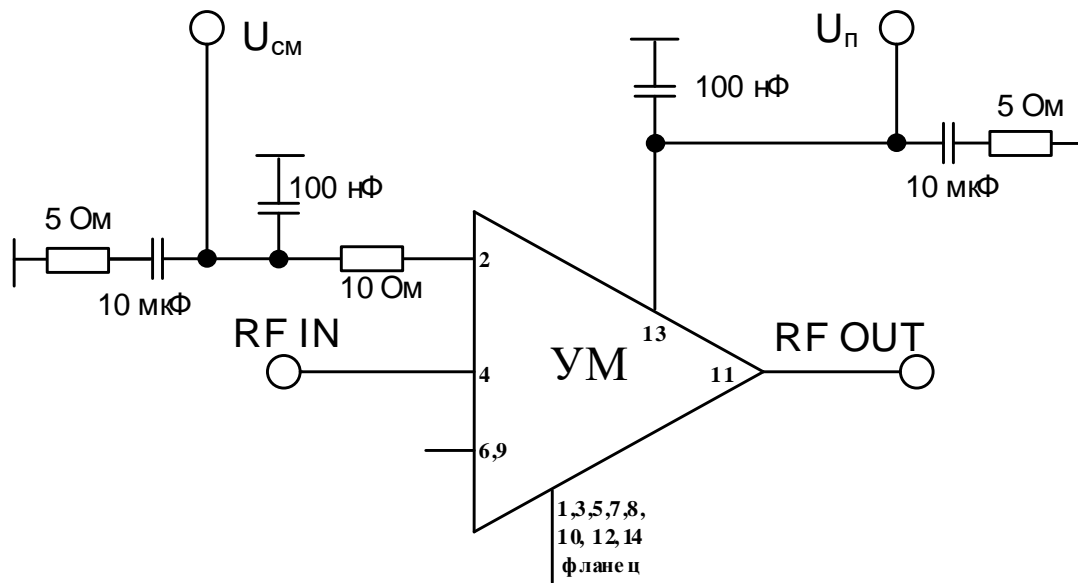 Uсм
Uп
100 нФ
5 Ом
10 мкФ
100 нФ
5 Ом
10 мкФ
10 Ом
2
RF IN
13
RF OUT
УМ
4
11
6,9
1,3,5,7,8,
10, 12,14
фланец